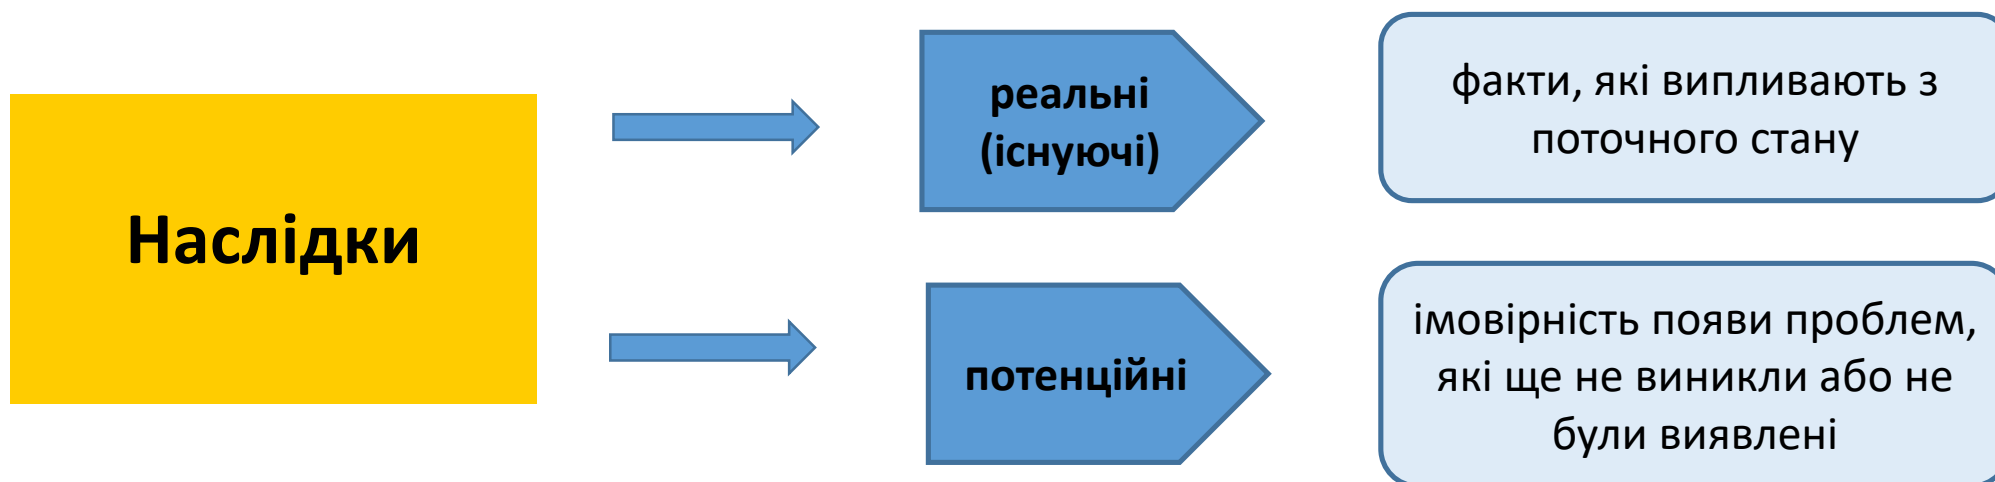 Наслідки
реальні
(існуючі)
факти, які випливають з
поточного стану
потенційні
імовірність появи проблем,
які ще не виникли або не
були виявлені